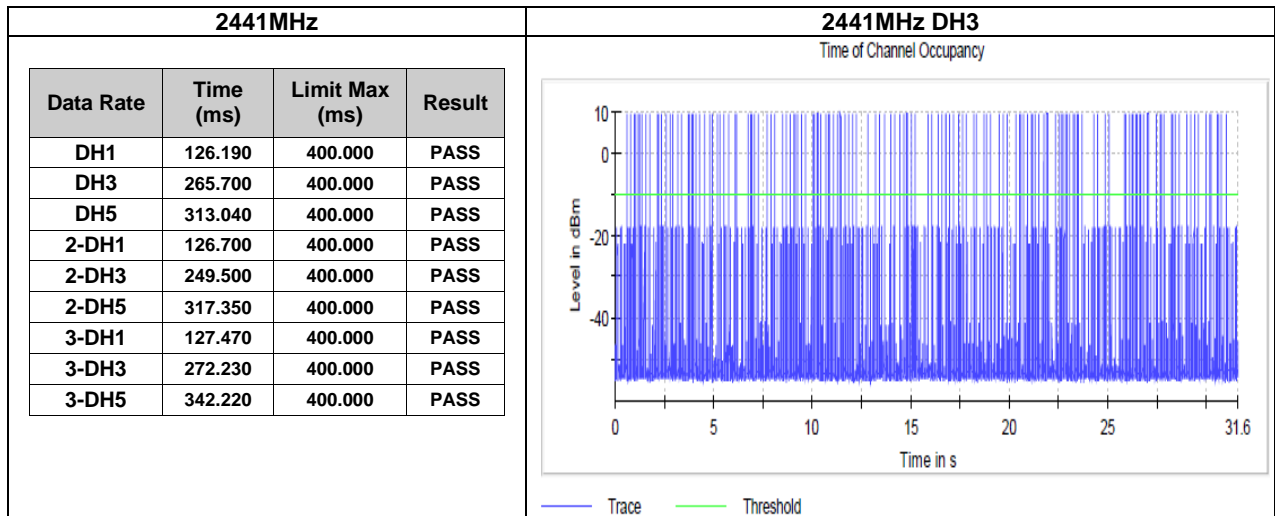 2441MHz
2441MHz DH3
Data Rate Time (ms) Limit Max (ms) Result
DH1 126.190 400.000 PASS
DH3 265.700 400.000 PASS
DH5 313.040 400.000 PASS
2-DH1 126.700 400.000 PASS
2-DH3 249.500 400.000 PASS
2-DH5 317.350 400.000 PASS
3-DH1 127.470 400.000 PASS
3-DH3 272.230 400.000 PASS
3-DH5 342.220 400.000 PASS
Time of Channel Occupancy
Level in dBm
10
0
-20
-40
0 5 10 15 20 25 31.6
Time in s
Trace Threshold